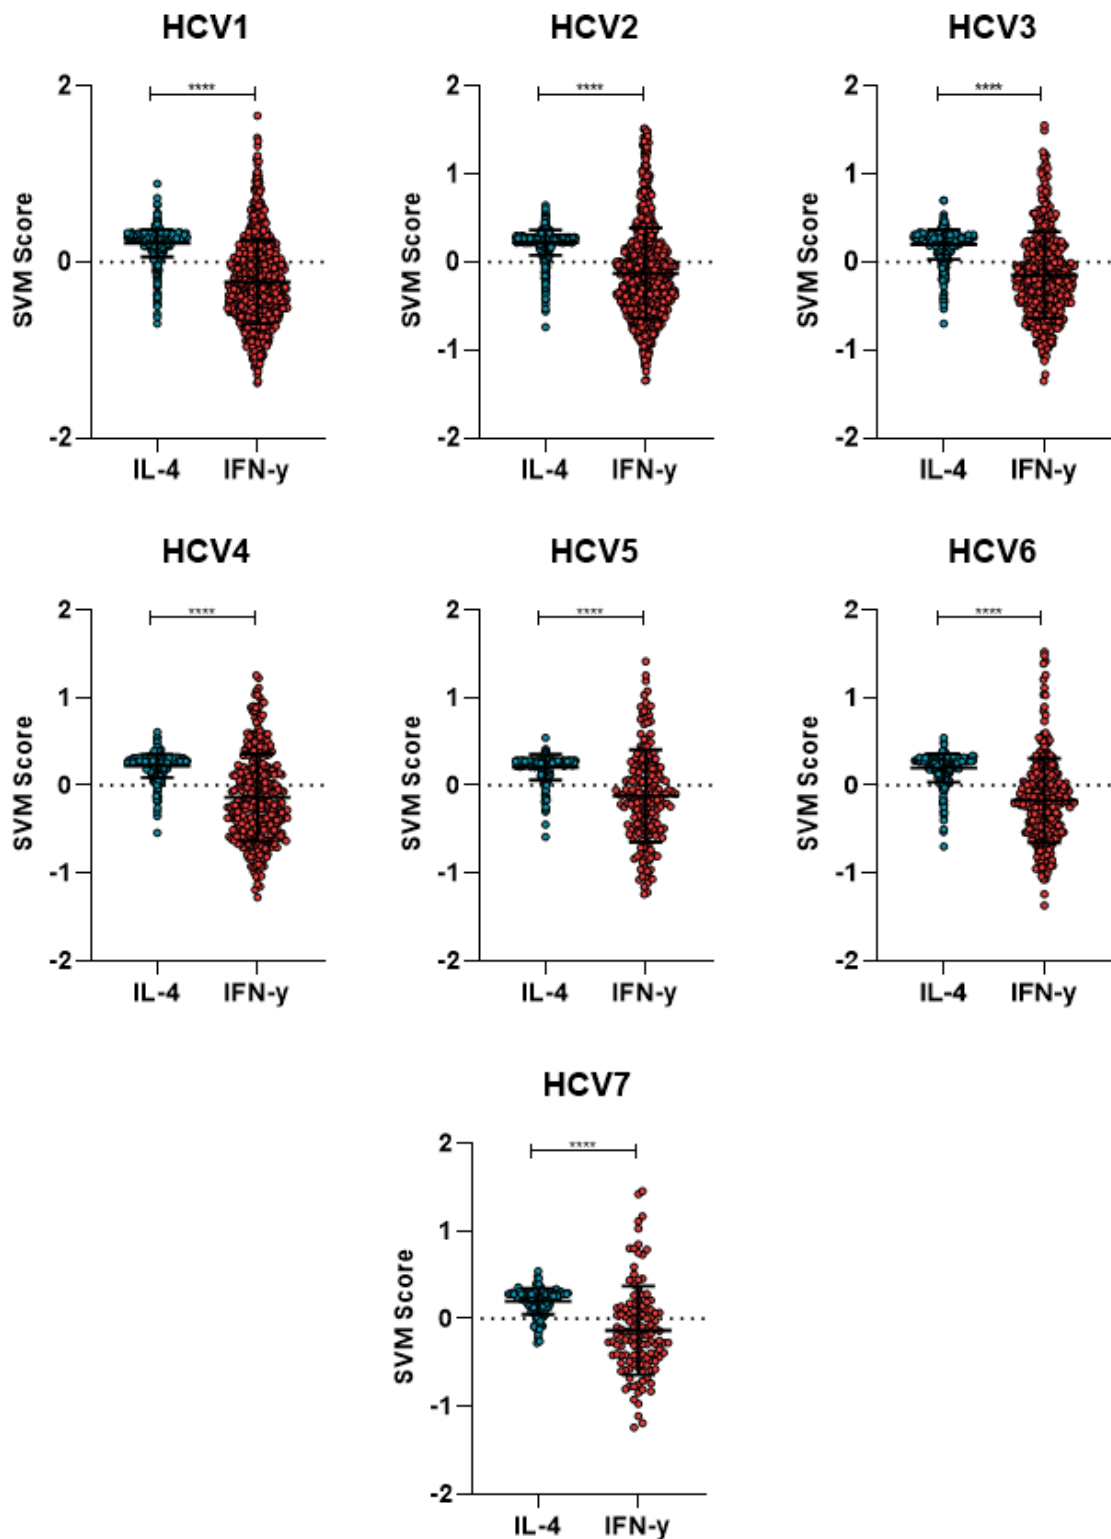 HCV1 HCV2 HCV3
2 **** 2 **** 2 ****
1 1 1
SVM Score SVM Score SVM Score
0 0 0
-1 -1 -1
-2 -2 -2
IL-4 IFN-y IL-4 IFN-y IL-4 IFN-y
HCV4 HCV5 HCV6
2 **** 2 **** 2 ****
1 1 1
SVM Score SVM Score SVM Score
0 0 0
-1 -1 -1
-2 -2 -2
IL-4 IFN-y IL-4 IFN-y IL-4 IFN-y
HCV7
2 ****
1
SVM Score
0
-1
-2
IL-4 IFN-y